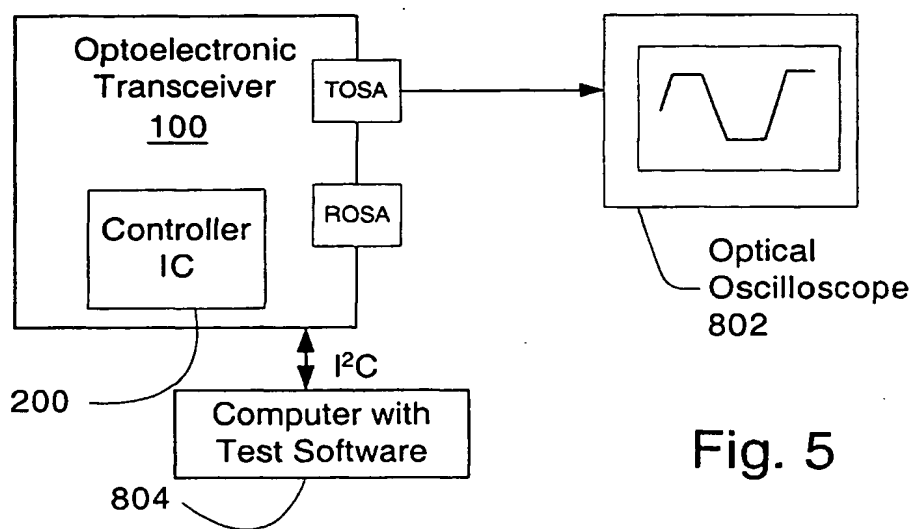 Optoelectronic
Transceiver
100
TOSA
ROSA
Controller
IC
Optical
Oscilloscope
802
I²C
200
Computer with
Test Software
804
Fig. 5